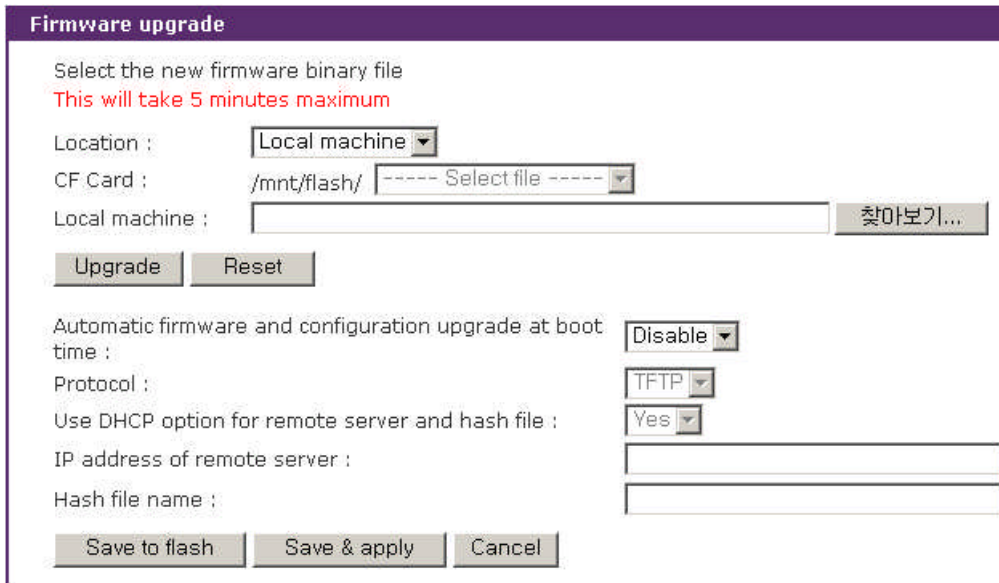 Firmware upgrade
Select the new firmware binary file
This will take 5 minutes maximum
Location : Local machine
CF Card : /mnt/flash/ ----- Select file -----
Local machine : 찾아보기...
Upgrade Reset
Automatic firmware and configuration upgrade at boot
time : Disable
Protocol : TFTP
Use DHCP option for remote server and hash file : Yes
IP address of remote server :
Hash file name :
Save to flash Save & apply Cancel